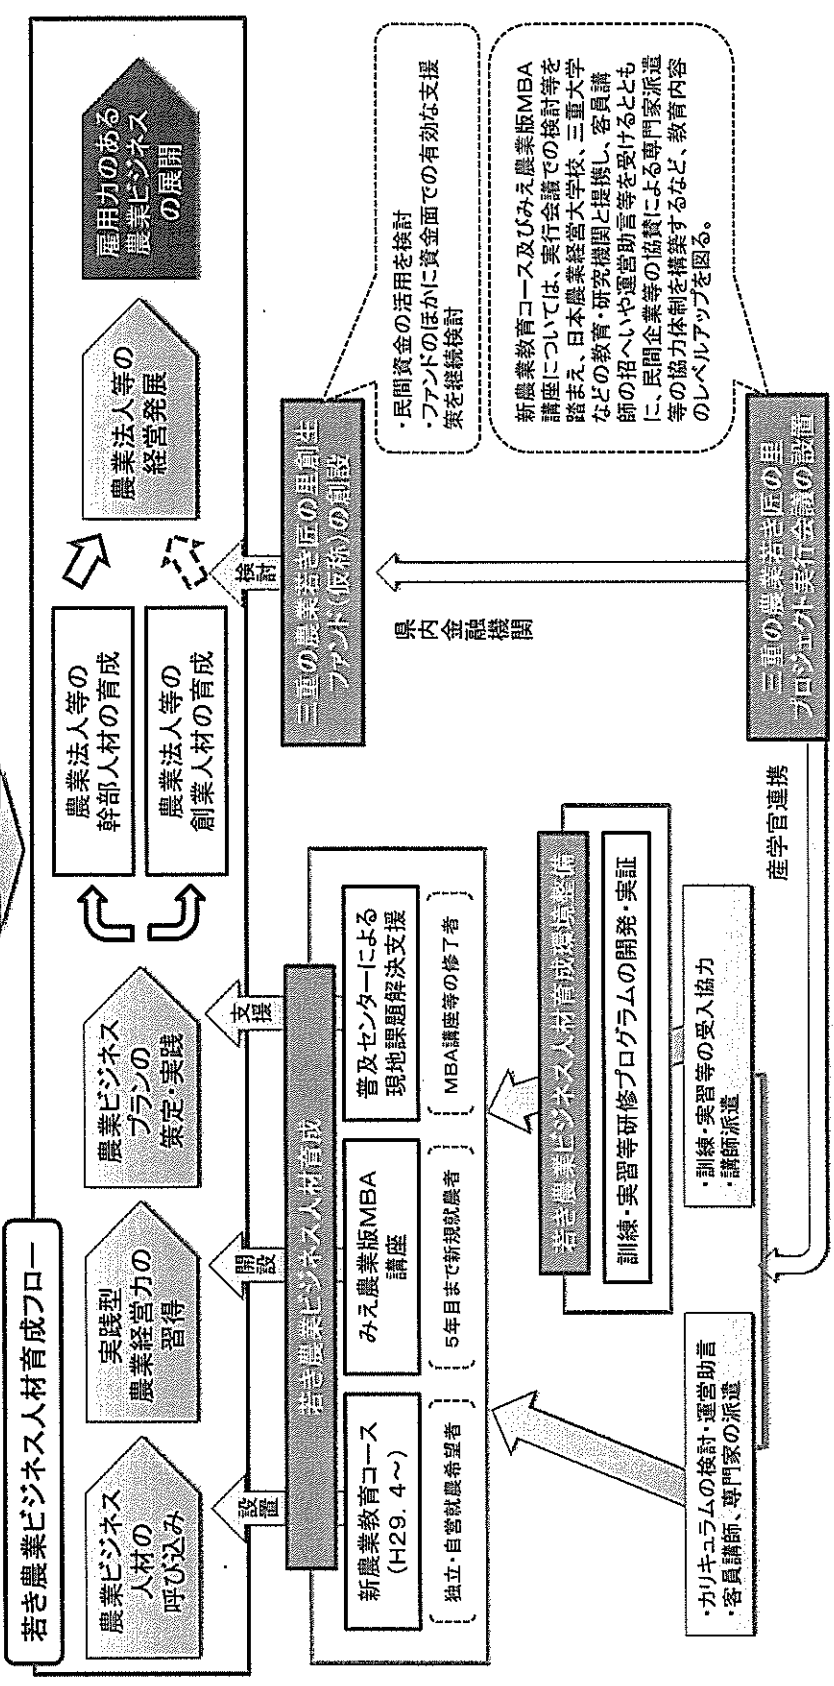 若き農業ビジネス人材育成フロー
農業ビジネス
人材の
呼び込み
実践型
農業経営力の
習得
農業ビジネス
プランの
策定・実践
農業法人等の
幹部人材の育成
農業法人等の
創業人材の育成
農業法人等の
経営発展
雇用力のある
農業ビジネス
の展開
設置
開設
支援
検討
若き農業ビジネス人材育成
新農業教育コース
(H29.4～)
独立・自営就農希望者
みえ農業版MBA
講座
5年目まで新規就農者
普及センターによる
現地課題解決支援
MBA講座等の修了者
三重の農業若き匠の里創生
ファンド(仮称)の創設
・民間資金の活用を検討
・ファンドのほかに資金面での有効な支援
策を継続検討
県内金融機関
若き農業ビジネス人材育成環境整備
訓練・実習等研修プログラムの開発・実証
・カリキュラムの検討・運営助言
・客員講師、専門家の派遣
・訓練・実習等の受入協力
・講師派遣
産学官連携
三重の農業若き匠の里
プロジェクト実行会議の設置
新農業教育コース及びみえ農業版MBA
講座については、実行会議での検討等を
踏まえ、日本農業経営大学校、三重大学
などの教育・研究機関と提携し、客員講
師の招へいや運営助言等を受けるととも
に、民間企業等の協賛による専門家派遣
等の協力体制を構築するなど、教育内容
のレベルアップを図る。